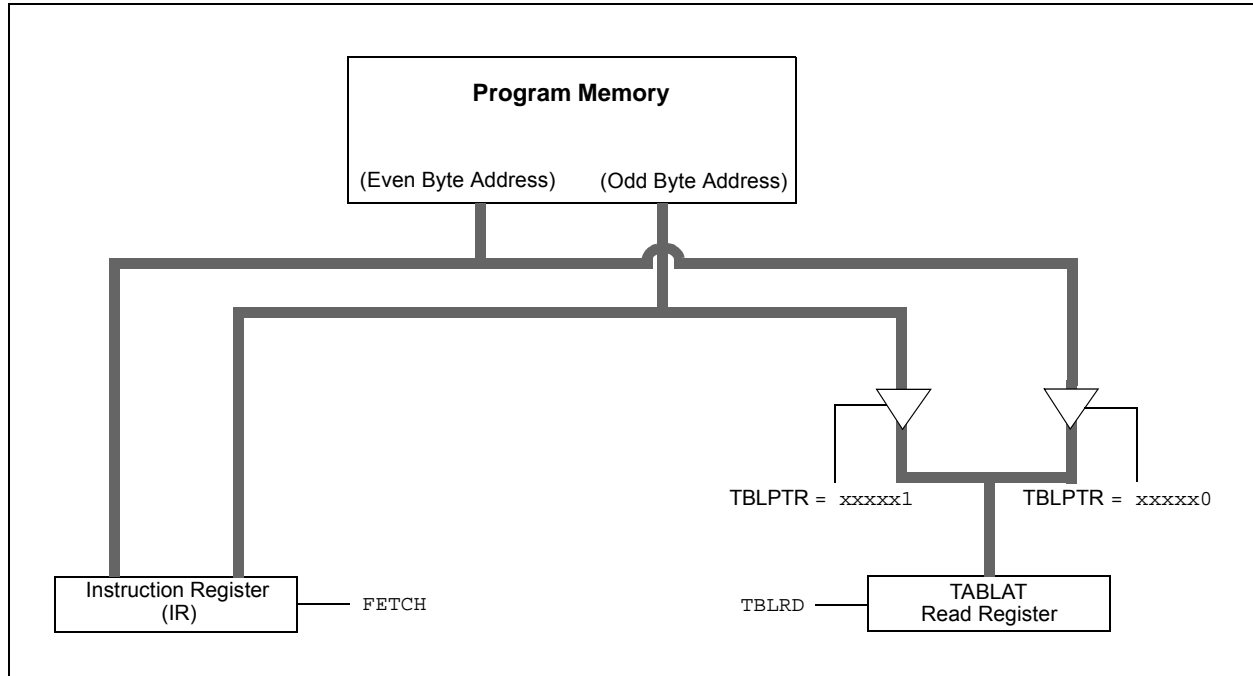 Program Memory
(Even Byte Address) (Odd Byte Address)
TBLPTR = xxxxx1 TBLPTR = xxxxx0
Instruction Register
(IR)
FETCH
TBLRD
TABLAT
Read Register